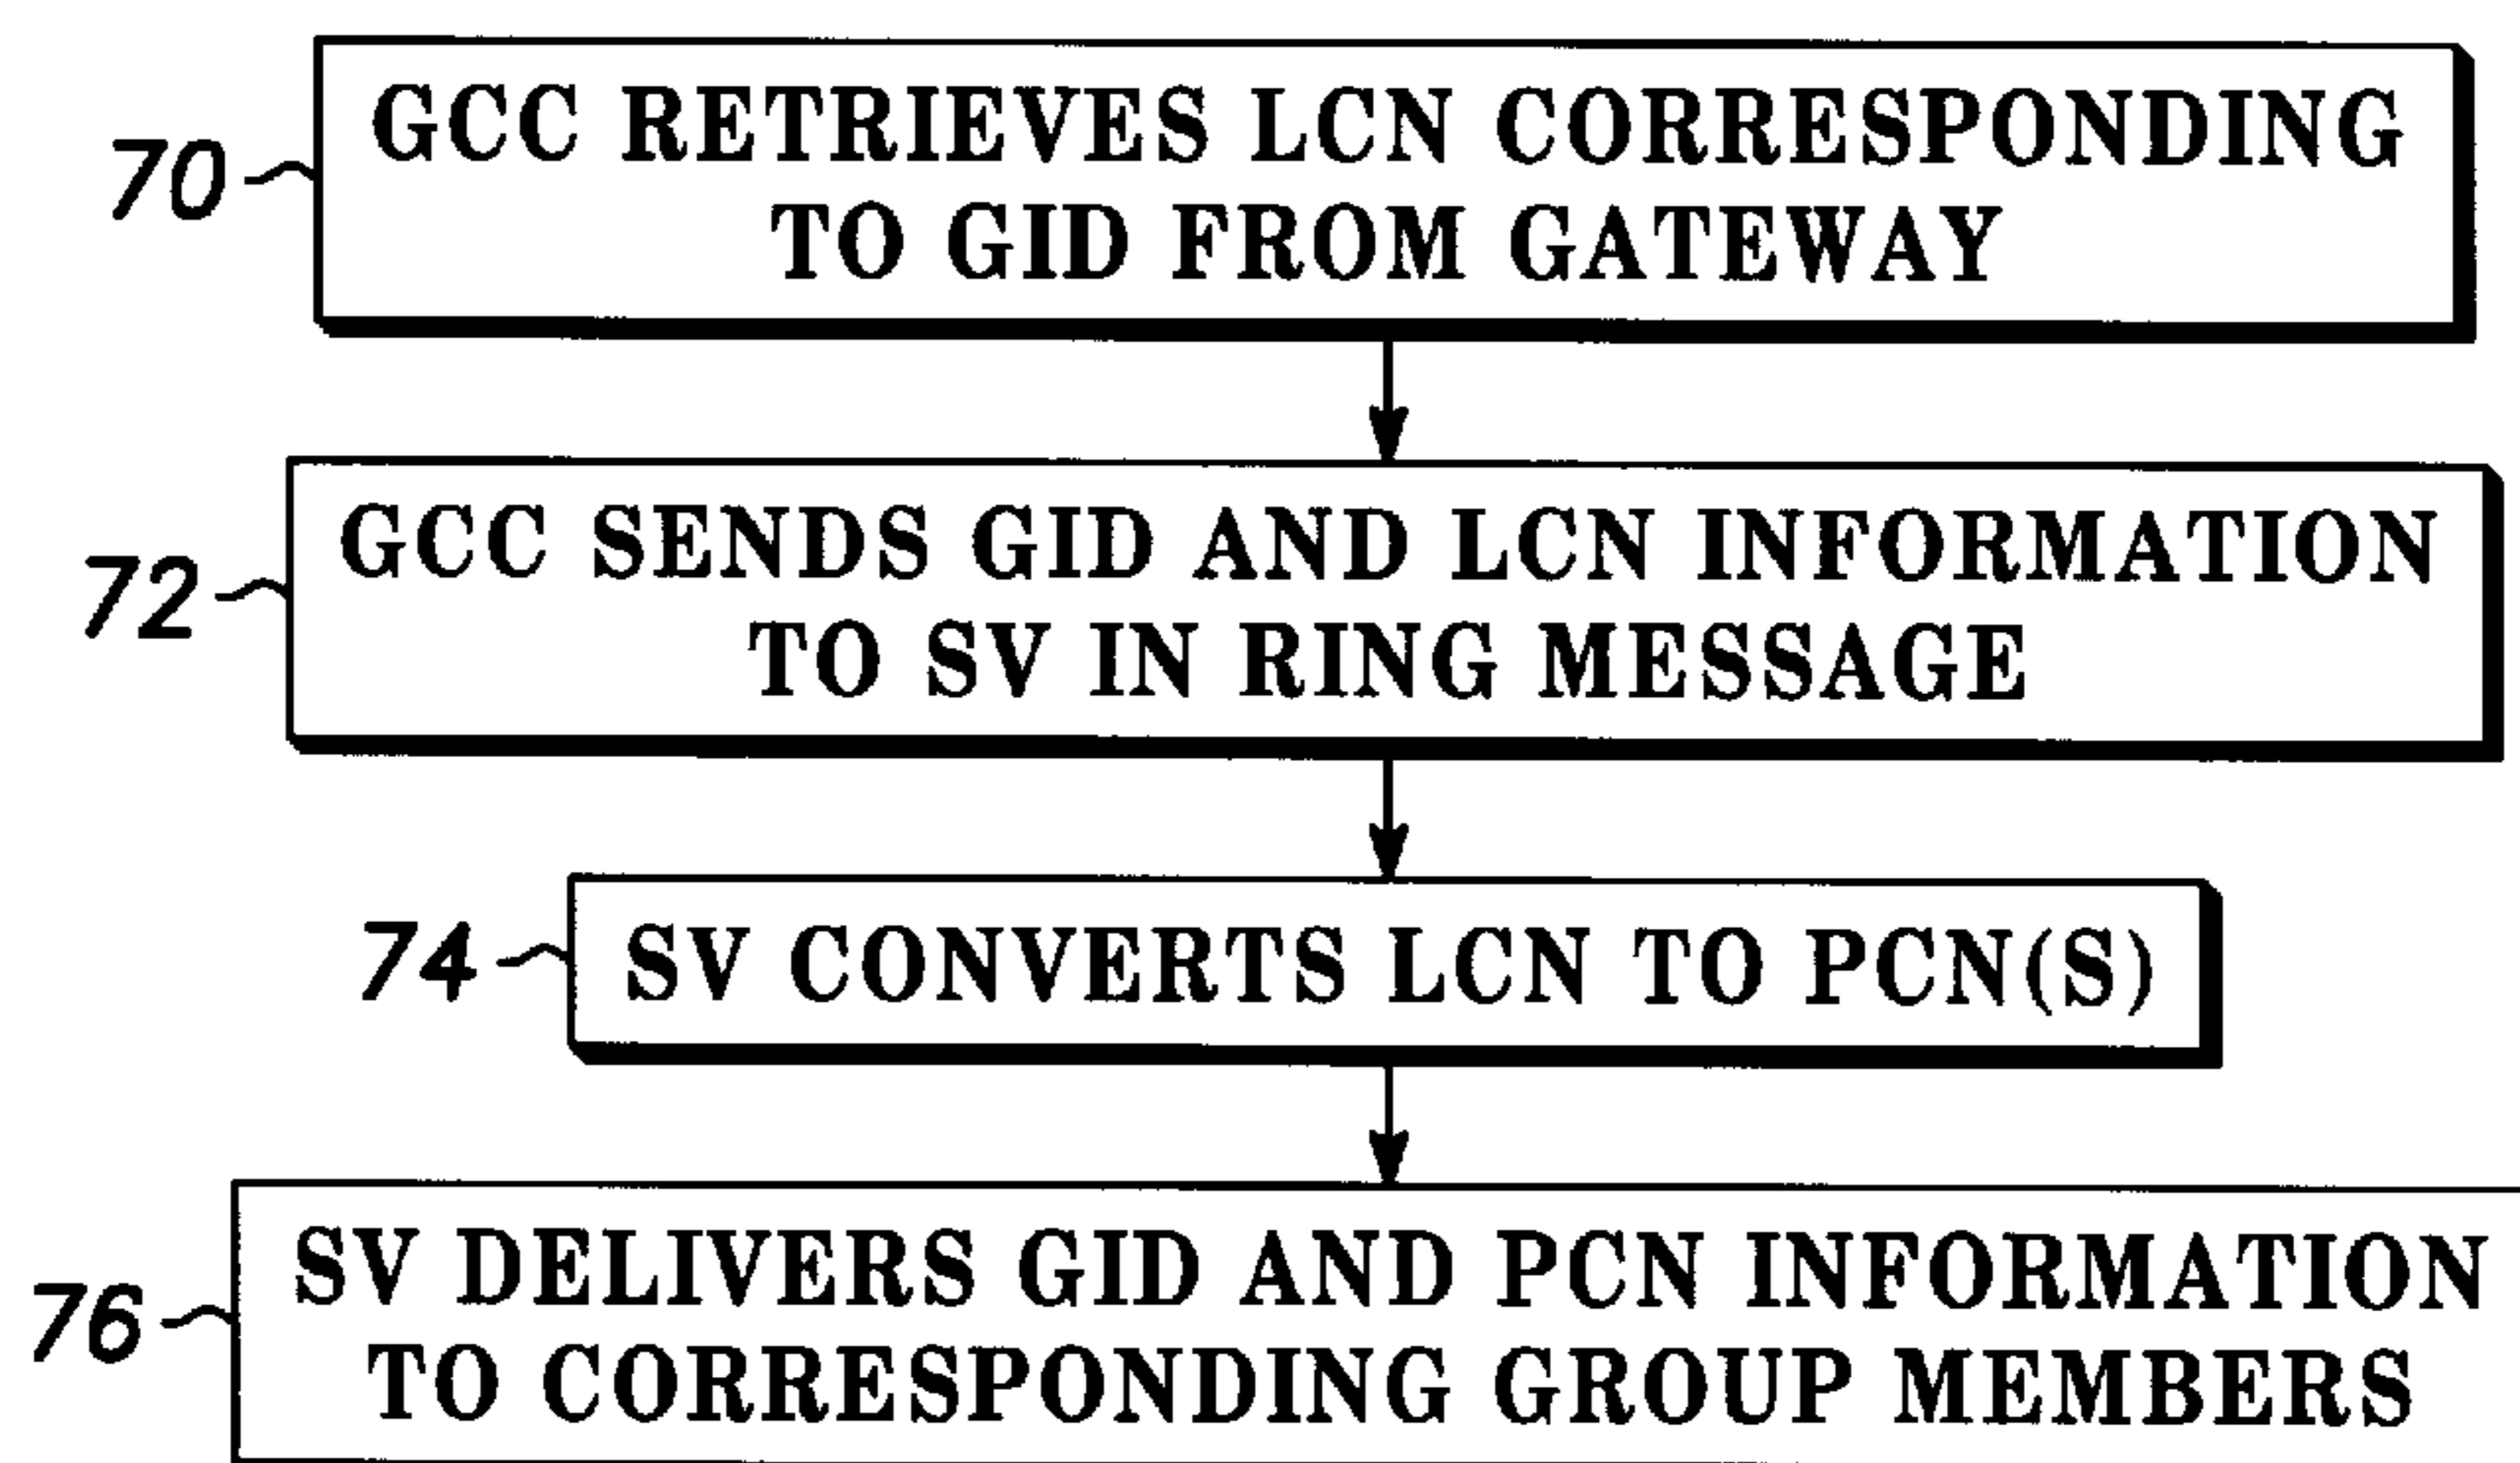 70
GCC RETRIEVES LCN CORRESPONDING
TO GID FROM GATEWAY
72
GCC SENDS GID AND LCN INFORMATION
TO SV IN RING MESSAGE
74
SV CONVERTS LCN TO PCN(S)
76
SV DELIVERS GID AND PCN INFORMATION
TO CORRESPONDING GROUP MEMBERS